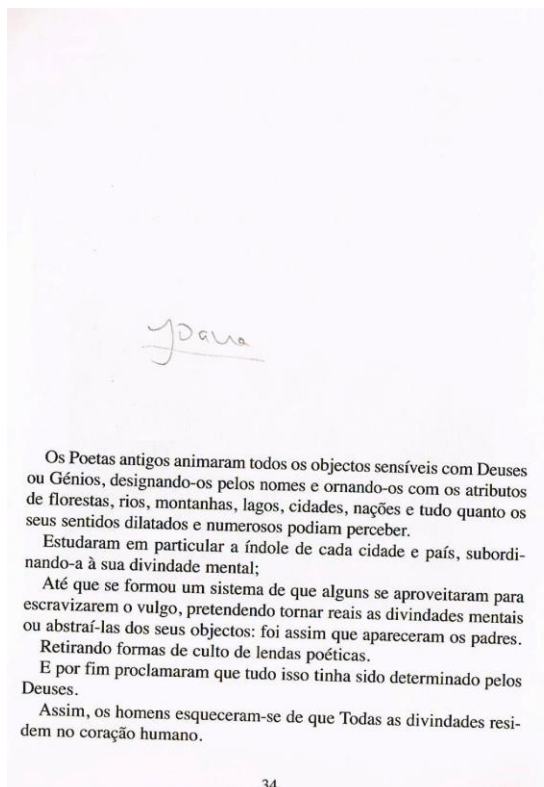 Joana
Os Poetas antigos animaram todos os objectos sensíveis com Deuses
ou Génios, designando-os pelos nomes e ornando-os com os atributos
de florestas, rios, montanhas, lagos, cidades, nações e tudo quanto os
seus sentidos dilatados e numerosos podiam perceber.
Estudaram em particular a índole de cada cidade e país, subordi-
nando-a à sua divindade mental;
Até que se formou um sistema de que alguns se aproveitaram para
escravizarem o vulgo, pretendendo tornar reais as divindades mentais
ou abstraí-las dos seus objectos: foi assim que apareceram os padres.
Retirando formas de culto de lendas poéticas.
E por fim proclamaram que tudo isso tinha sido determinado pelos
Deuses.
Assim, os homens esqueceram-se de que Todas as divindades resi-
dem no coração humano.
34